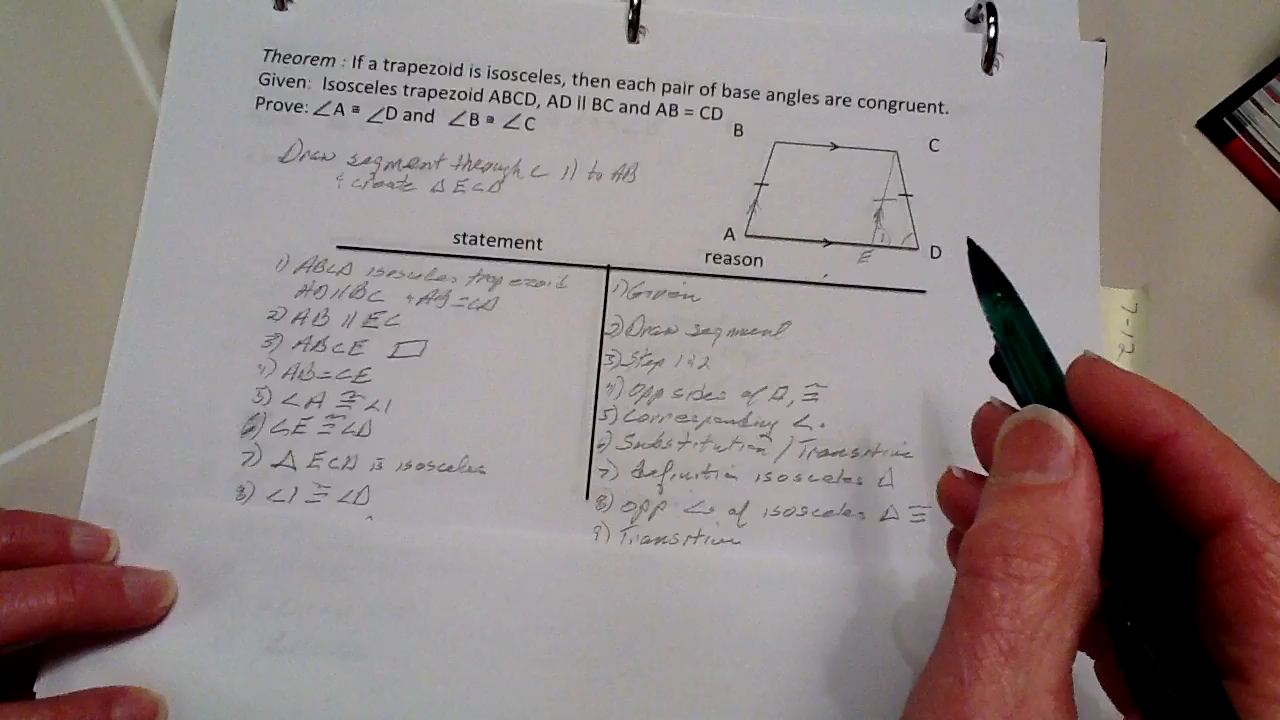 Theorem : If a trapezoid is isosceles, then each pair of base angles are congruent.
Given: Isosceles trapezoid ABCD, AD II BC and AB = CD
Prove: ∠A ≅ ∠D and ∠B ≅ ∠C
Draw segment through C || to AB
& create △ ECD
B
C
A
E
D
1
statement
reason
1) ABCD isosceles trapezoid
AD || BC & AB = CD
2) AB || EC
3) ABCE ▱
4) AB = CE
5) ∠A ≅ ∠1
6) CE ≅ CD
7) △ ECD is isosceles
8) ∠1 ≅ ∠D
1) Given
2) Draw segment
3) Step 1 & 2
4) Opp sides of ▱, ≅
5) Corresponding ∠s
6) Substitution / Transitive
7) Definition isosceles △
8) Opp ∠s of isosceles △ ≅
9) Transitive
7-12